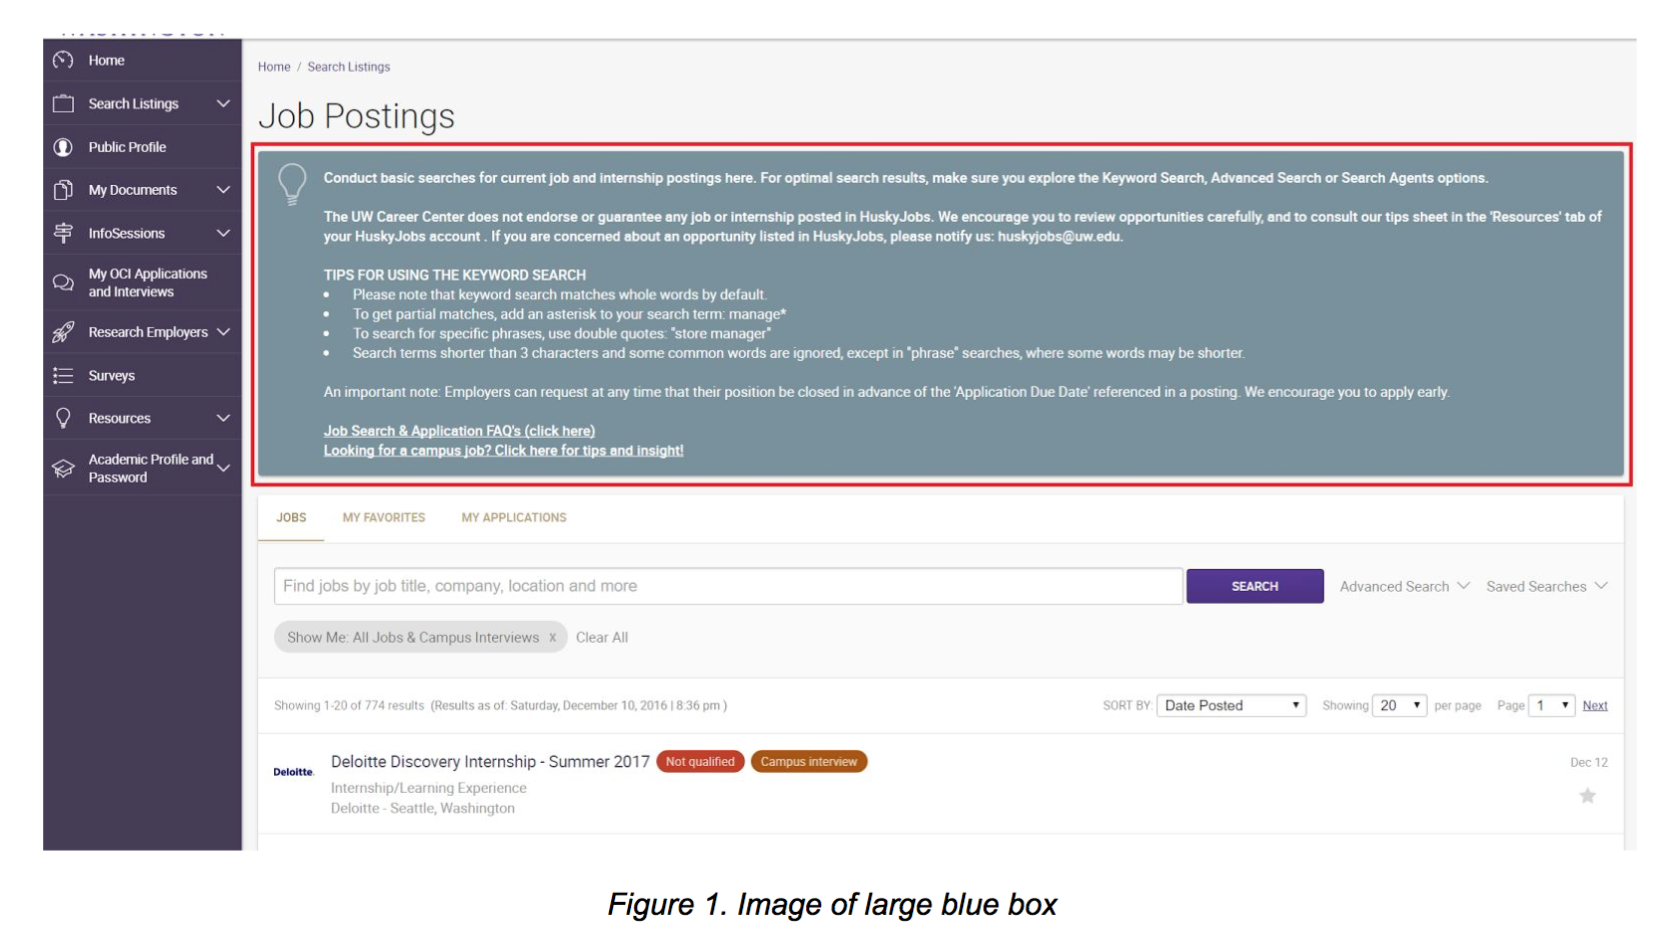 Home
Search Listings
Public Profile
My Documents
InfoSessions
My OCI Applications
and Interviews
Research Employers
Surveys
Resources
Academic Profile and
Password
Home / Search Listings
Job Postings
Conduct basic searches for current job and internship postings here. For optimal search results, make sure you explore the Keyword Search, Advanced Search or Search Agents options.
The UW Career Center does not endorse or guarantee any job or internship posted in HuskyJobs. We encourage you to review opportunities carefully, and to consult our tips sheet in the 'Resources' tab of
your HuskyJobs account . If you are concerned about an opportunity listed in HuskyJobs, please notify us: huskyjobs@uw.edu.
TIPS FOR USING THE KEYWORD SEARCH
• Please note that keyword search matches whole words by default.
• To get partial matches, add an asterisk to your search term: manage*
• To search for specific phrases, use double quotes: "store manager"
• Search terms shorter than 3 characters and some common words are ignored, except in "phrase" searches, where some words may be shorter.
An important note: Employers can request at any time that their position be closed in advance of the 'Application Due Date' referenced in a posting. We encourage you to apply early.
Job Search & Application FAQ's (click here)
Looking for a campus job? Click here for tips and insight!
JOBS MY FAVORITES MY APPLICATIONS
Find jobs by job title, company, location and more SEARCH Advanced Search Saved Searches
Show Me: All Jobs & Campus Interviews x Clear All
Showing 1-20 of 774 results (Results as of: Saturday, December 10, 2016 | 8:36 pm ) SORT BY: Date Posted Showing 20 per page Page 1 Next
Deloitte. Deloitte Discovery Internship - Summer 2017 Not qualified Campus interview Dec 12
Internship/Learning Experience
Deloitte - Seattle, Washington
Figure 1. Image of large blue box